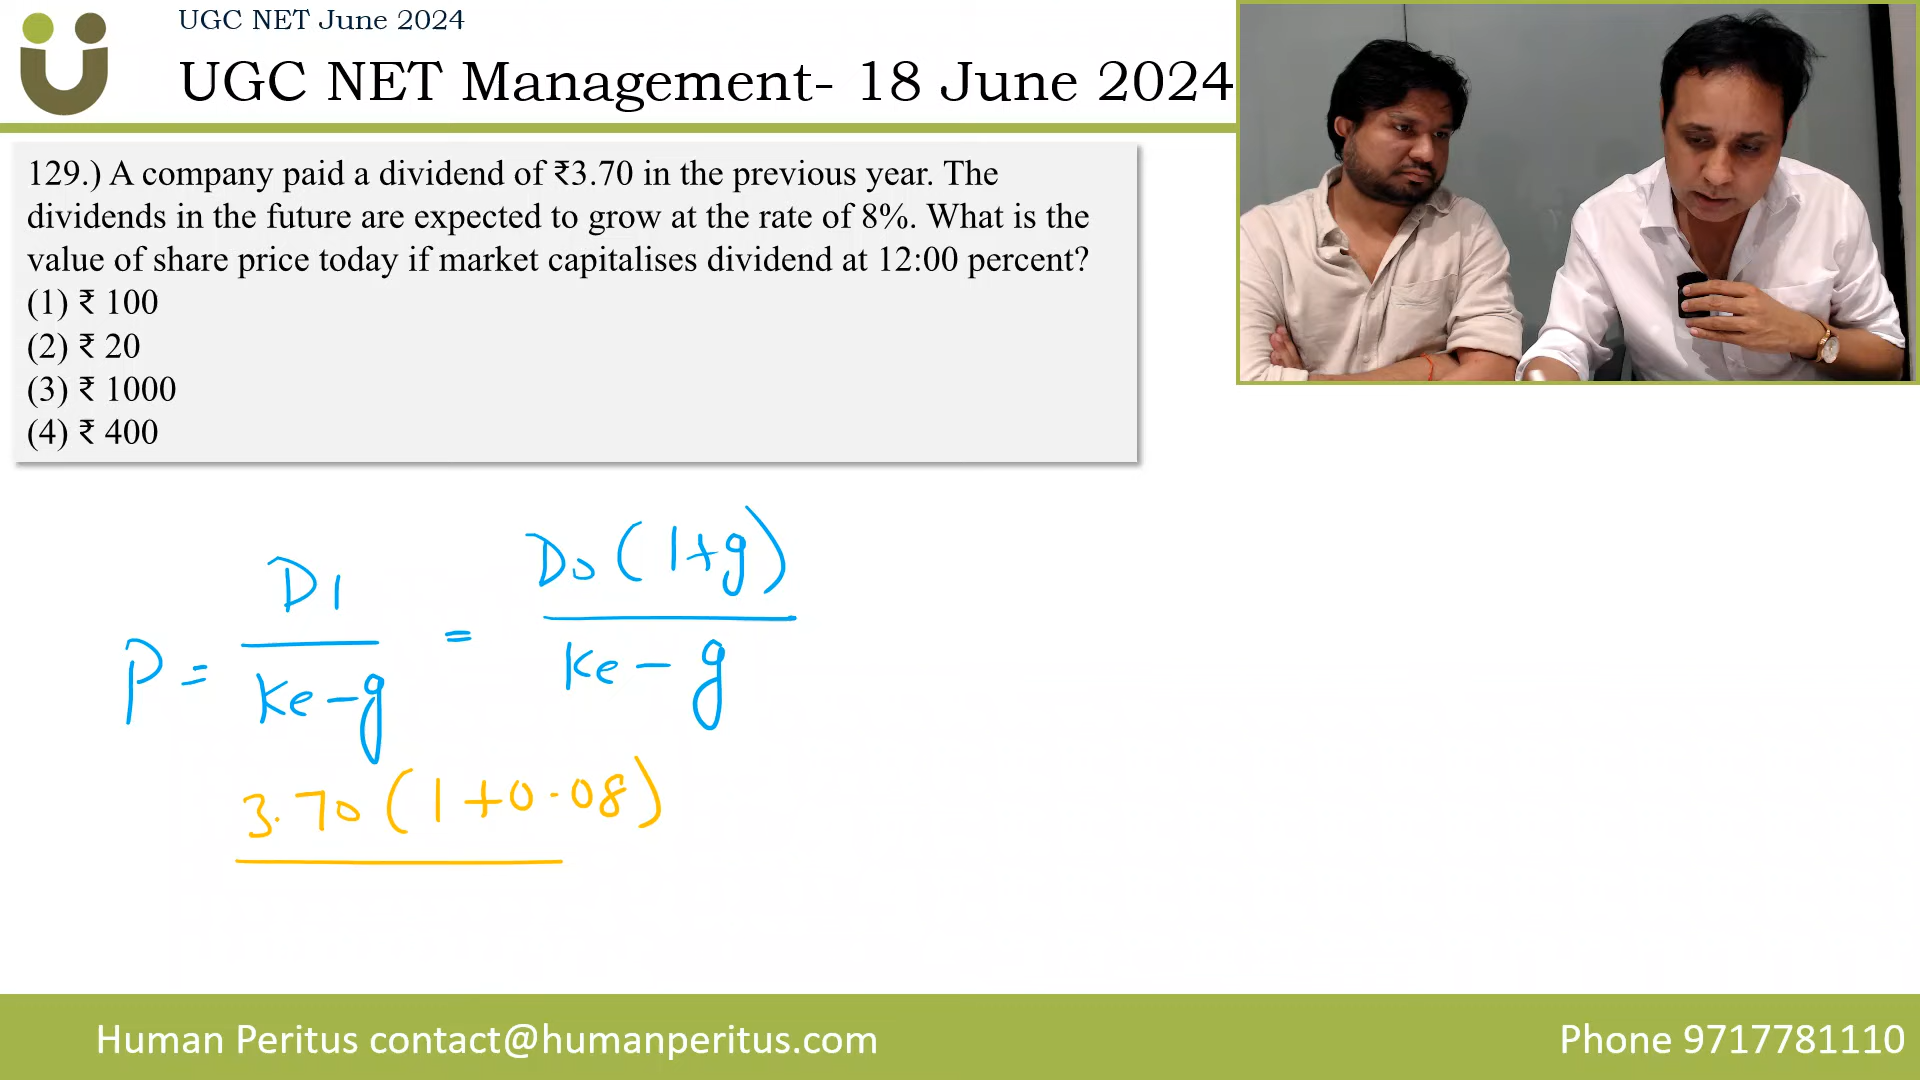 UGC NET June 2024
UGC NET Management- 18 June 2024
129.) A company paid a dividend of ₹3.70 in the previous year. The
dividends in the future are expected to grow at the rate of 8%. What is the
value of share price today if market capitalises dividend at 12:00 percent?
(1) ₹ 100
(2) ₹ 20
(3) ₹ 1000
(4) ₹ 400
P = D1 / Ke-g = D0 (1+g) / Ke - g
3.70 (1+0.08)
Human Peritus contact@humanperitus.com
Phone 9717781110